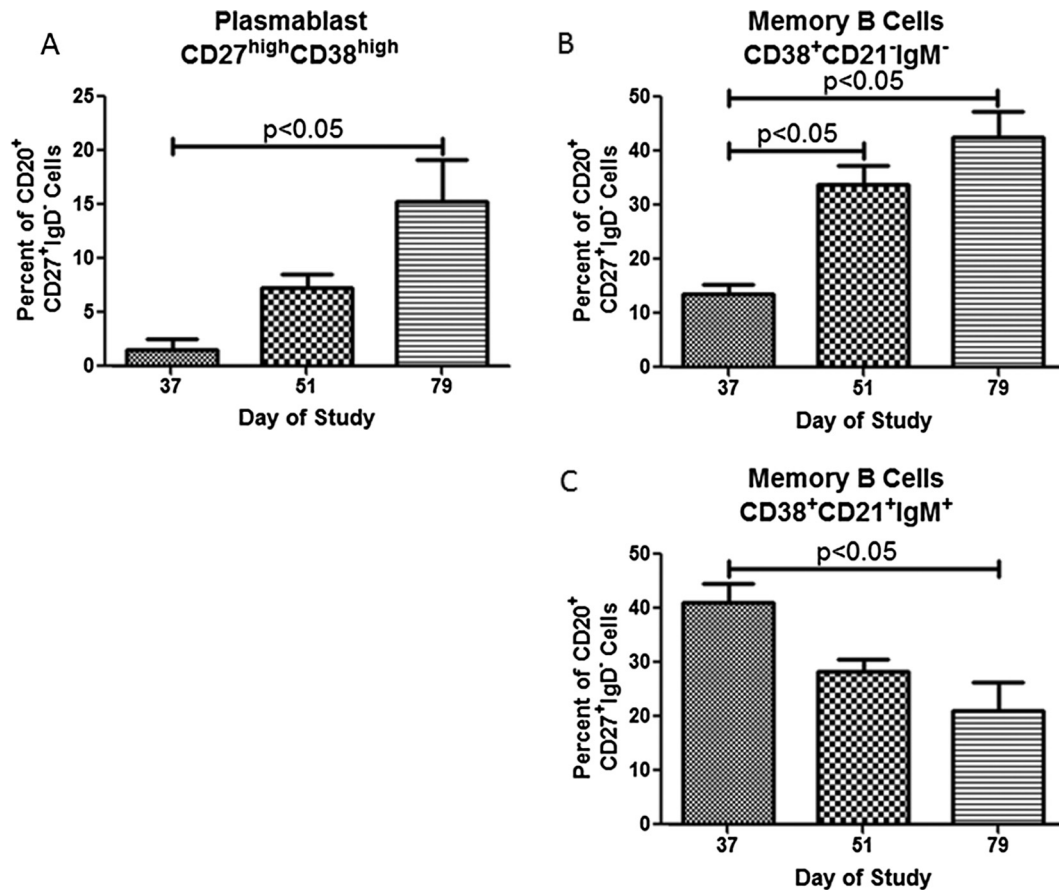 A
Plasmablast
CD27highCD38high
Percent of CD20+
CD27+IgD- Cells
25
20
15
10
5
0
p<0.05
37 51 79
Day of Study
B
Memory B Cells
CD38+CD21-IgM-
Percent of CD20+
CD27+IgD- Cells
50
40
30
20
10
0
p<0.05
p<0.05
37 51 79
Day of Study
C
Memory B Cells
CD38+CD21+IgM+
Percent of CD20+
CD27+IgD- Cells
50
40
30
20
10
0
p<0.05
37 51 79
Day of Study